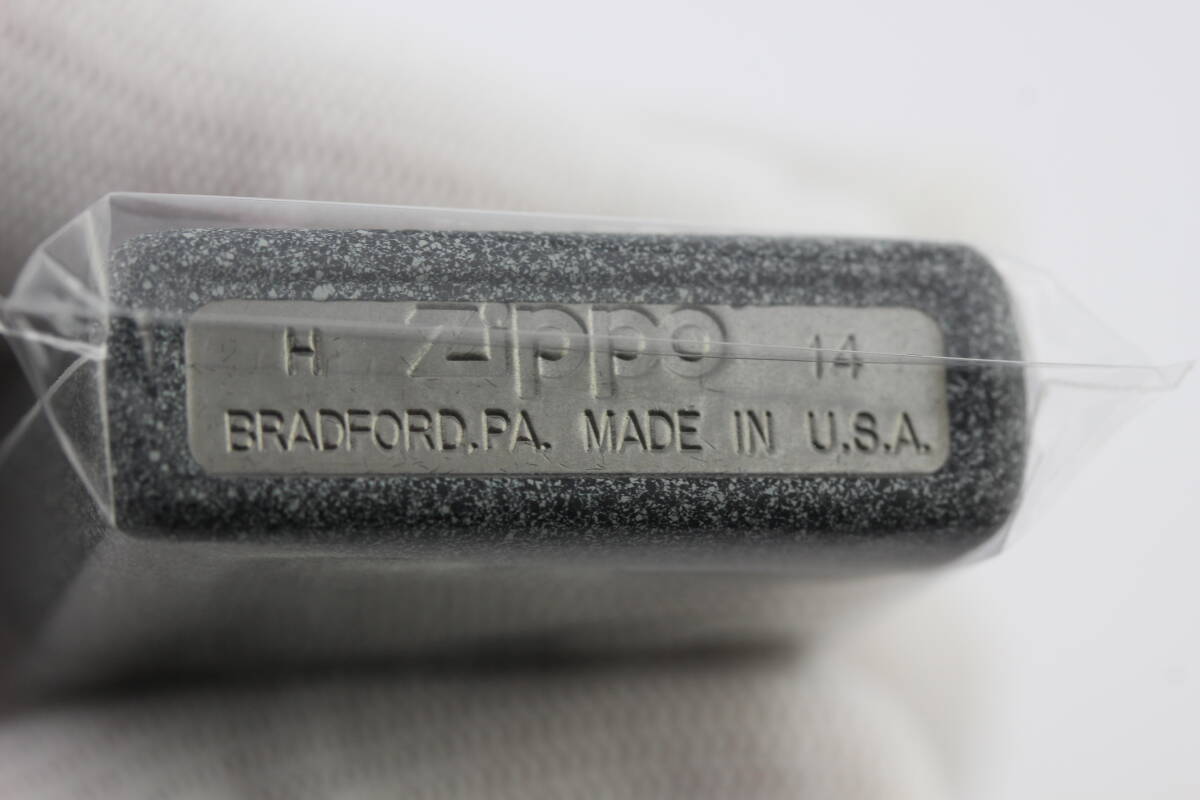 H Zippo 14
BRADFORD,PA. MADE IN U.S.A.